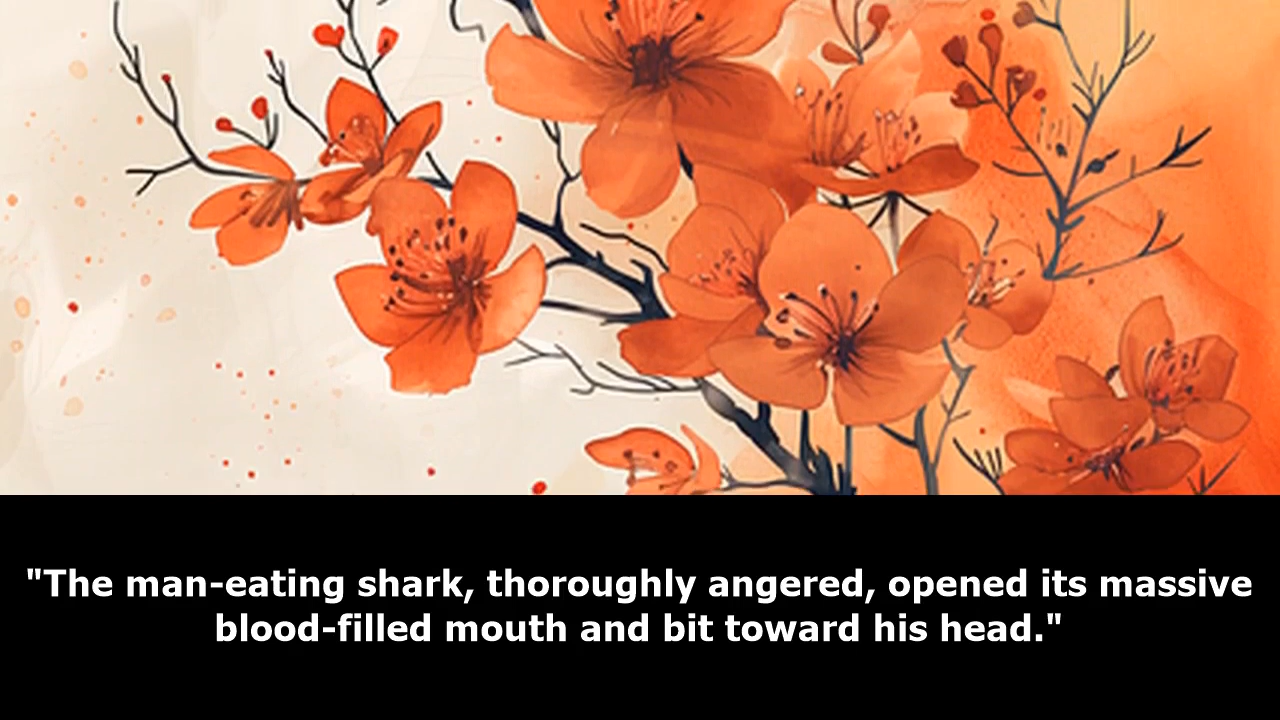 "The man-eating shark, thoroughly angered, opened its massive
blood-filled mouth and bit toward his head."